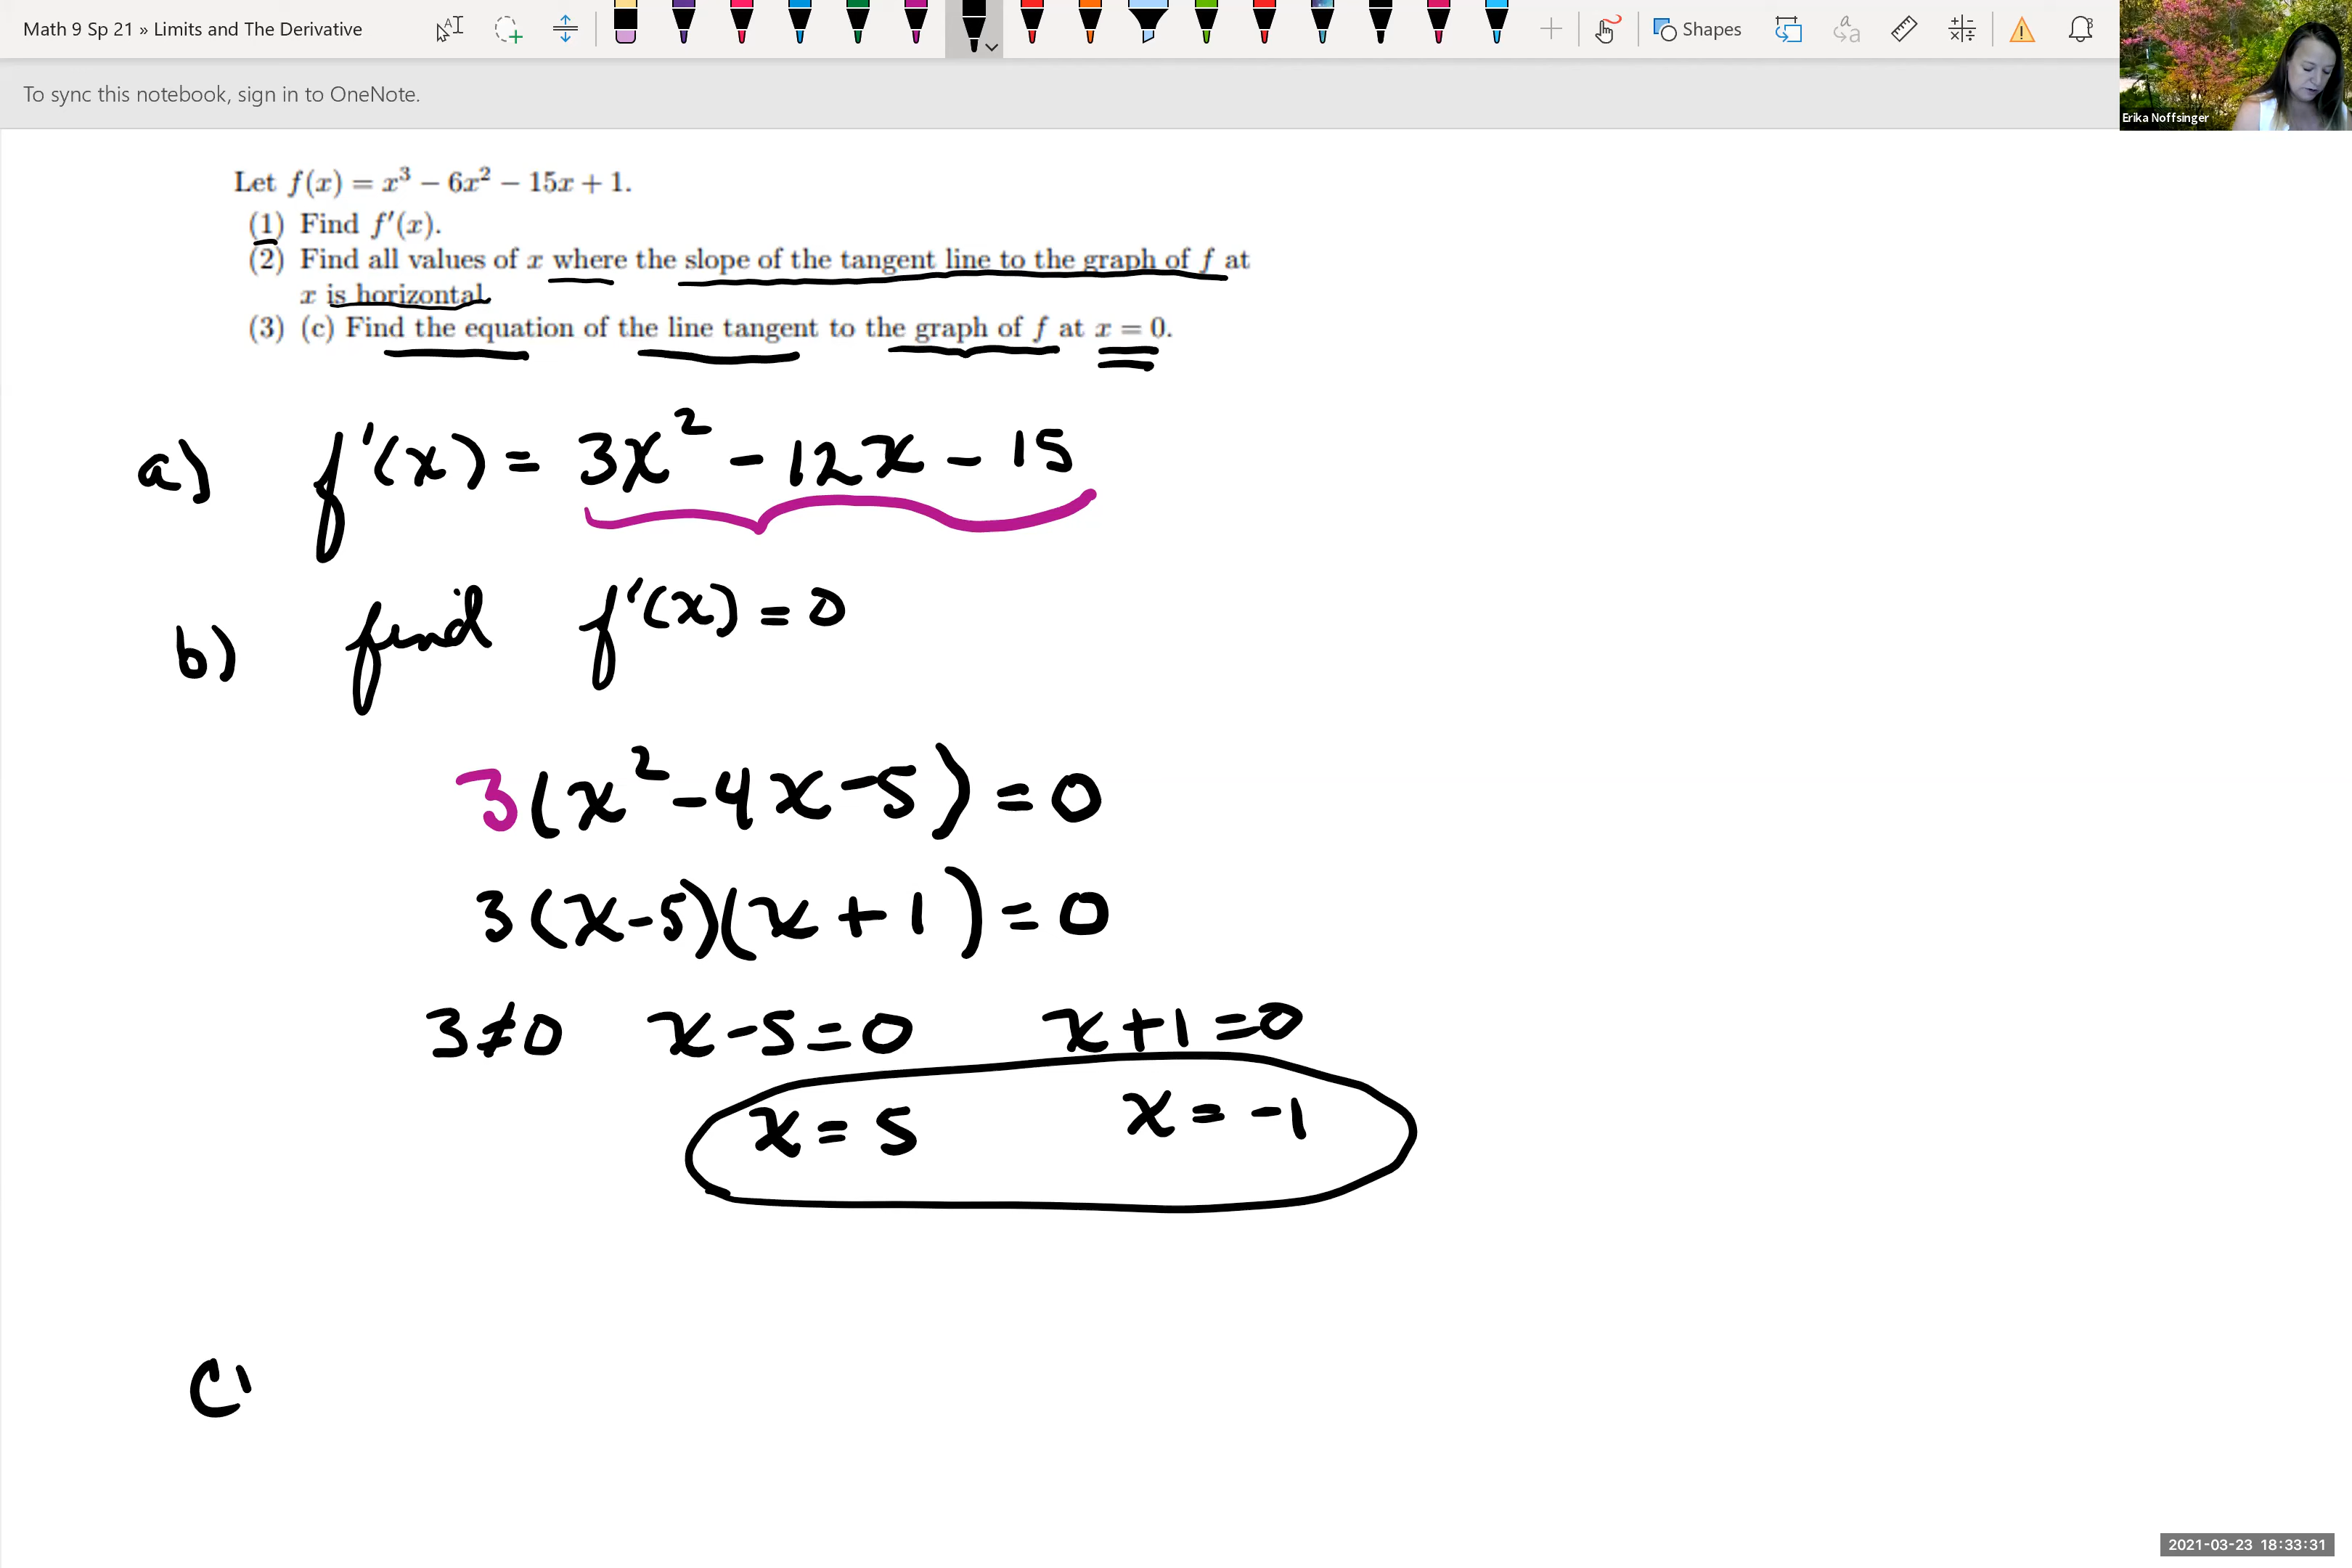 Math 9 Sp 21 » Limits and The Derivative
Shapes
To sync this notebook, sign in to OneNote.
Erika Noffsinger
Let f(x) = x³ − 6x² − 15x + 1.
(1) Find f′(x).
(2) Find all values of x where the slope of the tangent line to the graph of f at
x is horizontal.
(3) (c) Find the equation of the line tangent to the graph of f at x = 0.
a) f'(x) = 3x² - 12x - 15
b) find f'(x) = 0
3(x² - 4x - 5) = 0
3(x-5)(x+1) = 0
3≠0 x-5=0 x+1=0
x = 5 x = -1
C
2021-03-23 18:33:31